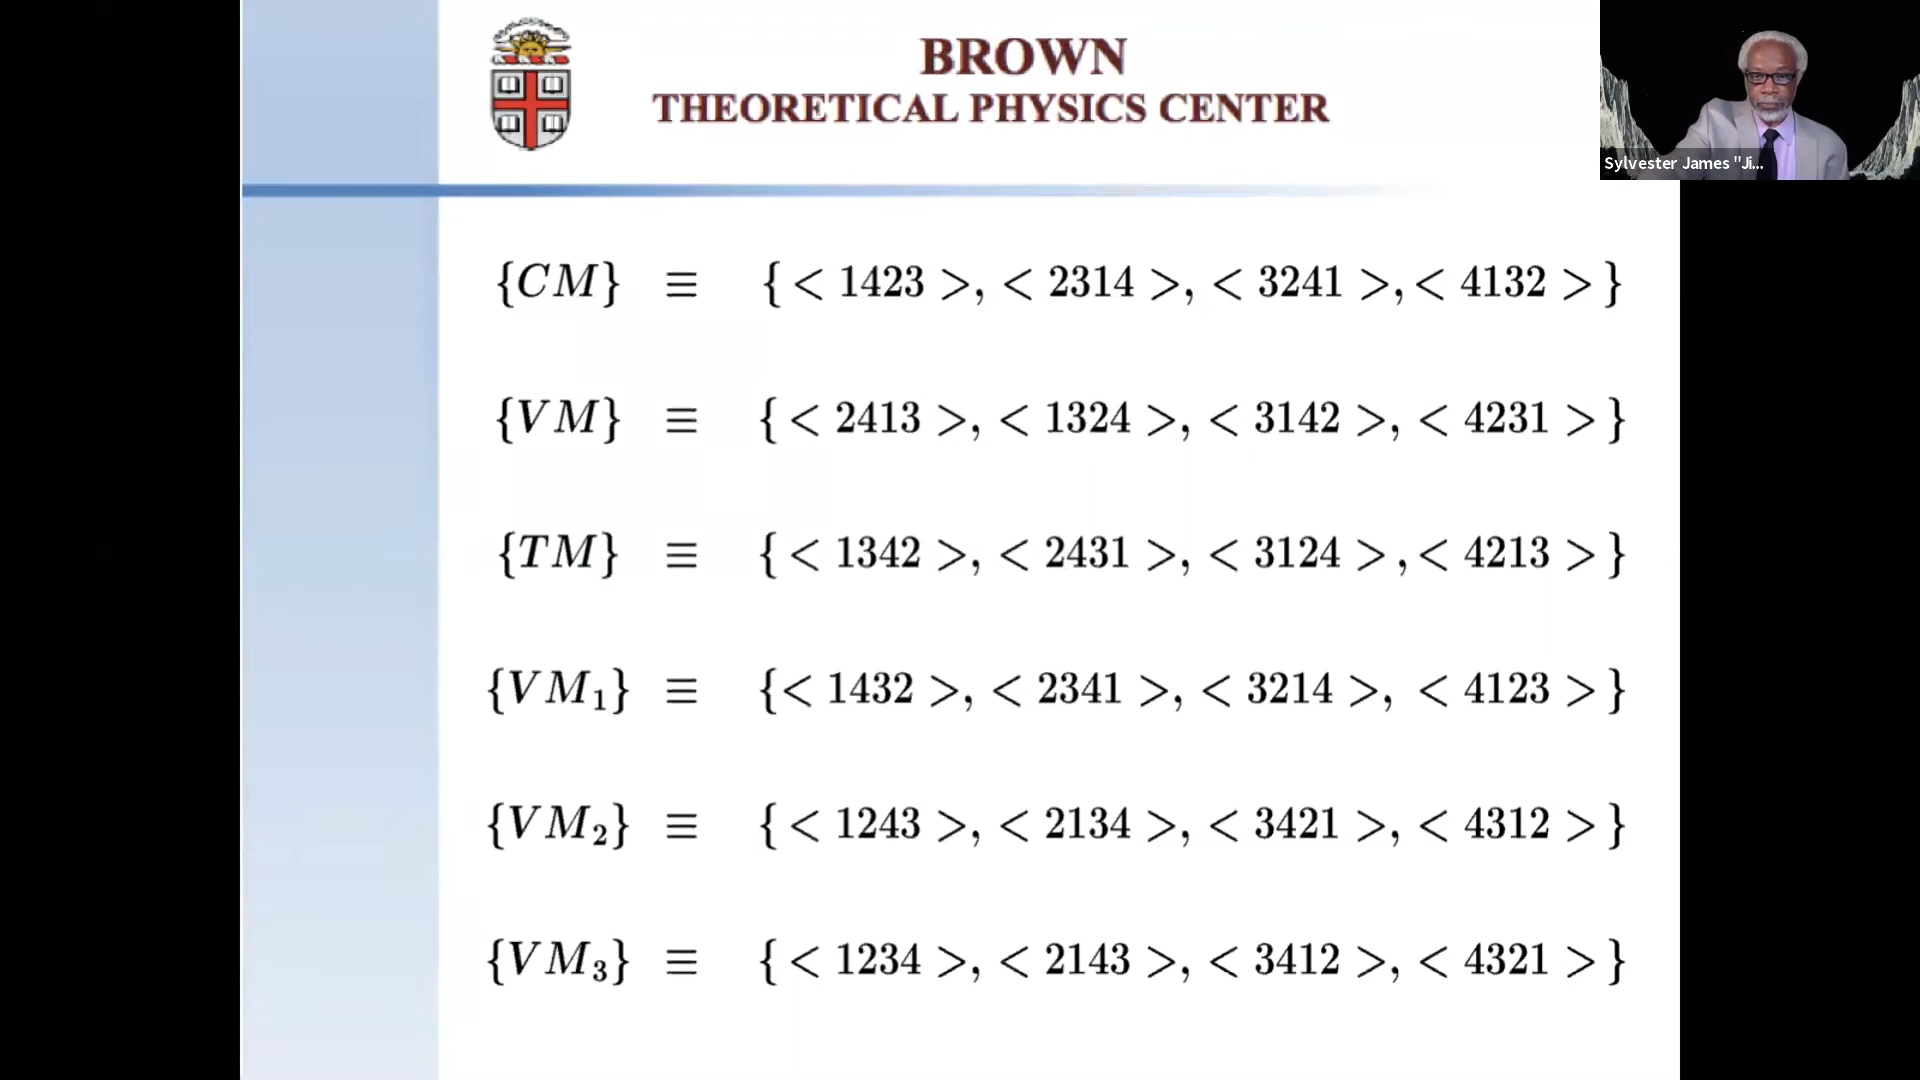 BROWN
THEORETICAL PHYSICS CENTER
Sylvester James "Ji...
{CM} ≡ {< 1423 >, < 2314 >, < 3241 >, < 4132 >}
{VM} ≡ {< 2413 >, < 1324 >, < 3142 >, < 4231 >}
{TM} ≡ {< 1342 >, < 2431 >, < 3124 >, < 4213 >}
{VM₁} ≡ {< 1432 >, < 2341 >, < 3214 >, < 4123 >}
{VM₂} ≡ {< 1243 >, < 2134 >, < 3421 >, < 4312 >}
{VM₃} ≡ {< 1234 >, < 2143 >, < 3412 >, < 4321 >}